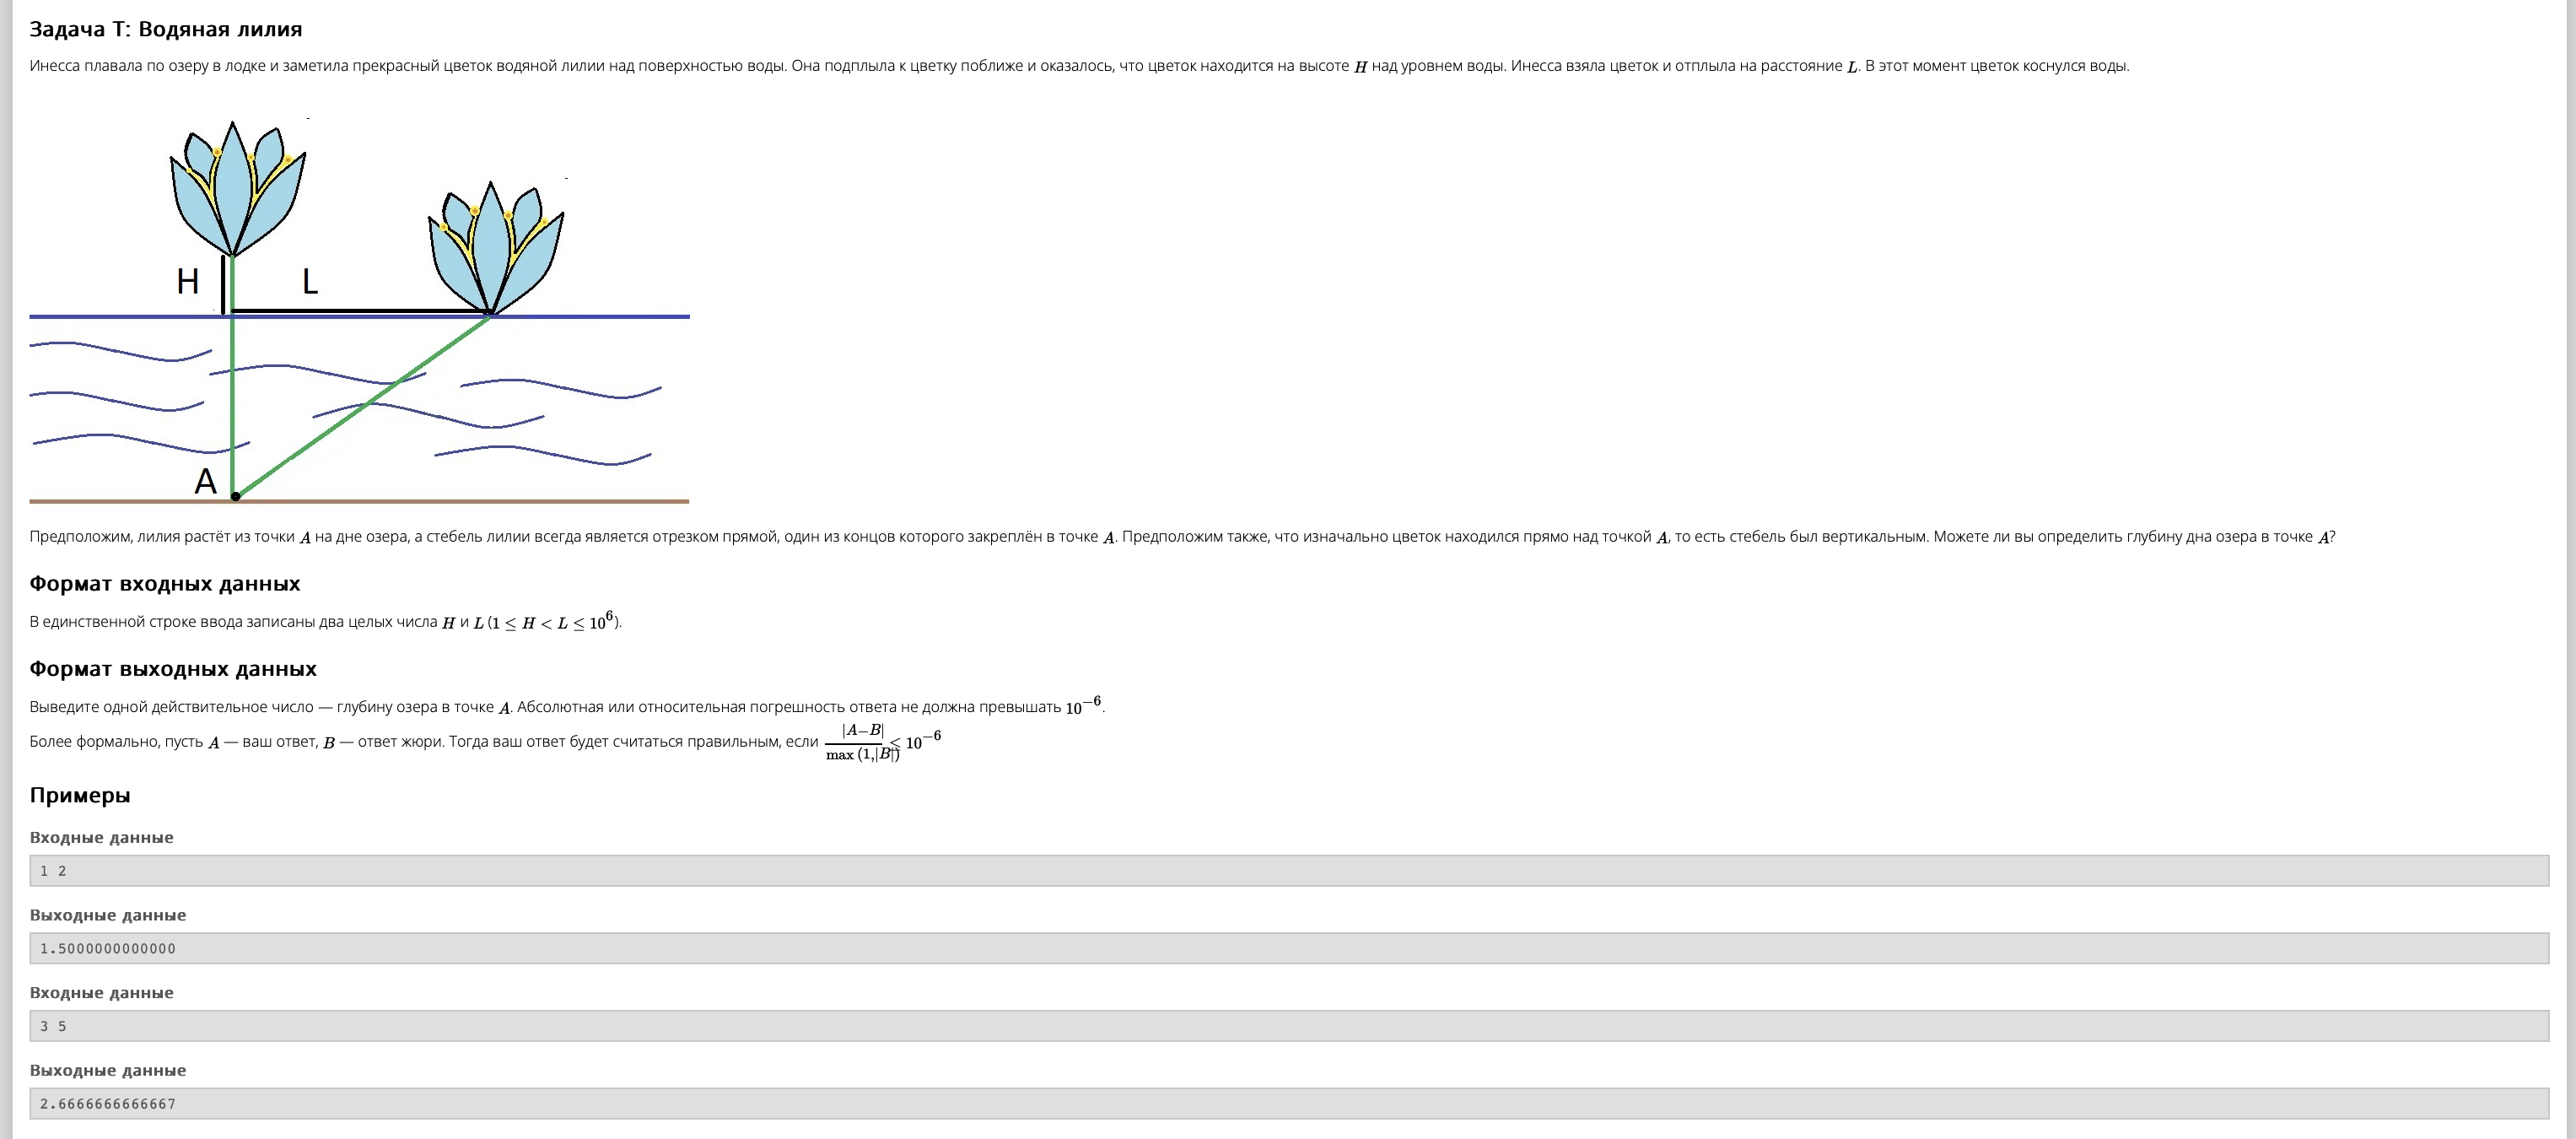 Задача T: Водяная лилия
Инесса плавала по озеру в лодке и заметила прекрасный цветок водяной лилии над поверхностью воды. Она подплыла к цветку поближе и оказалось, что цветок находится на высоте H над уровнем воды. Инесса взяла цветок и отплыла на расстояние L. В этот момент цветок коснулся воды.
H L
A
Предположим, лилия растёт из точки A на дне озера, а стебель лилии всегда является отрезком прямой, один из концов которого закреплён в точке A. Предположим также, что изначально цветок находился прямо над точкой A, то есть стебель был вертикальным. Можете ли вы определить глубину дна озера в точке A?
Формат входных данных
В единственной строке ввода записаны два целых числа H и L (1 ≤ H < L ≤ 10^6).
Формат выходных данных
Выведите одной действительное число — глубину озера в точке A. Абсолютная или относительная погрешность ответа не должна превышать 10^−6.
Более формально, пусть A — ваш ответ, B — ответ жюри. Тогда ваш ответ будет считаться правильным, если |A−B| / max (1,|B|) ≤ 10^−6
Примеры
Входные данные
1 2
Выходные данные
1.5000000000000
Входные данные
3 5
Выходные данные
2.6666666666667